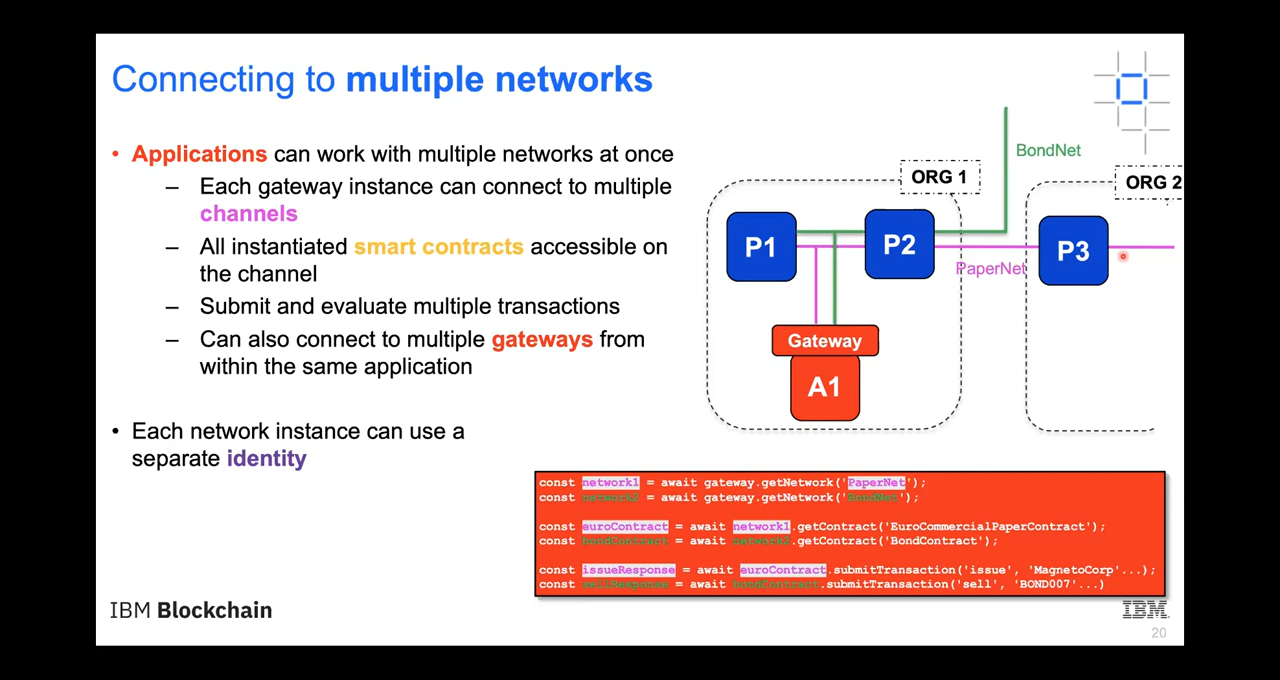 Connecting to multiple networks
• Applications can work with multiple networks at once
– Each gateway instance can connect to multiple
channels
– All instantiated smart contracts accessible on
the channel
– Submit and evaluate multiple transactions
– Can also connect to multiple gateways from
within the same application
• Each network instance can use a
separate identity
BondNet
ORG 1
ORG 2
P1
P2
P3
PaperNet
Gateway
A1
const network1 = await gateway.getNetwork('PaperNet');
const network2 = await gateway.getNetwork('BondNet');
const euroContract = await network1.getContract('EuroCommercialPaperContract');
const bondContract = await network2.getContract('BondContract');
const issueResponse = await euroContract.submitTransaction('issue', 'MagnetoCorp'...);
const sellResponse = await bondContract.submitTransaction('sell', 'BOND007'...)
IBM Blockchain
IBM
20